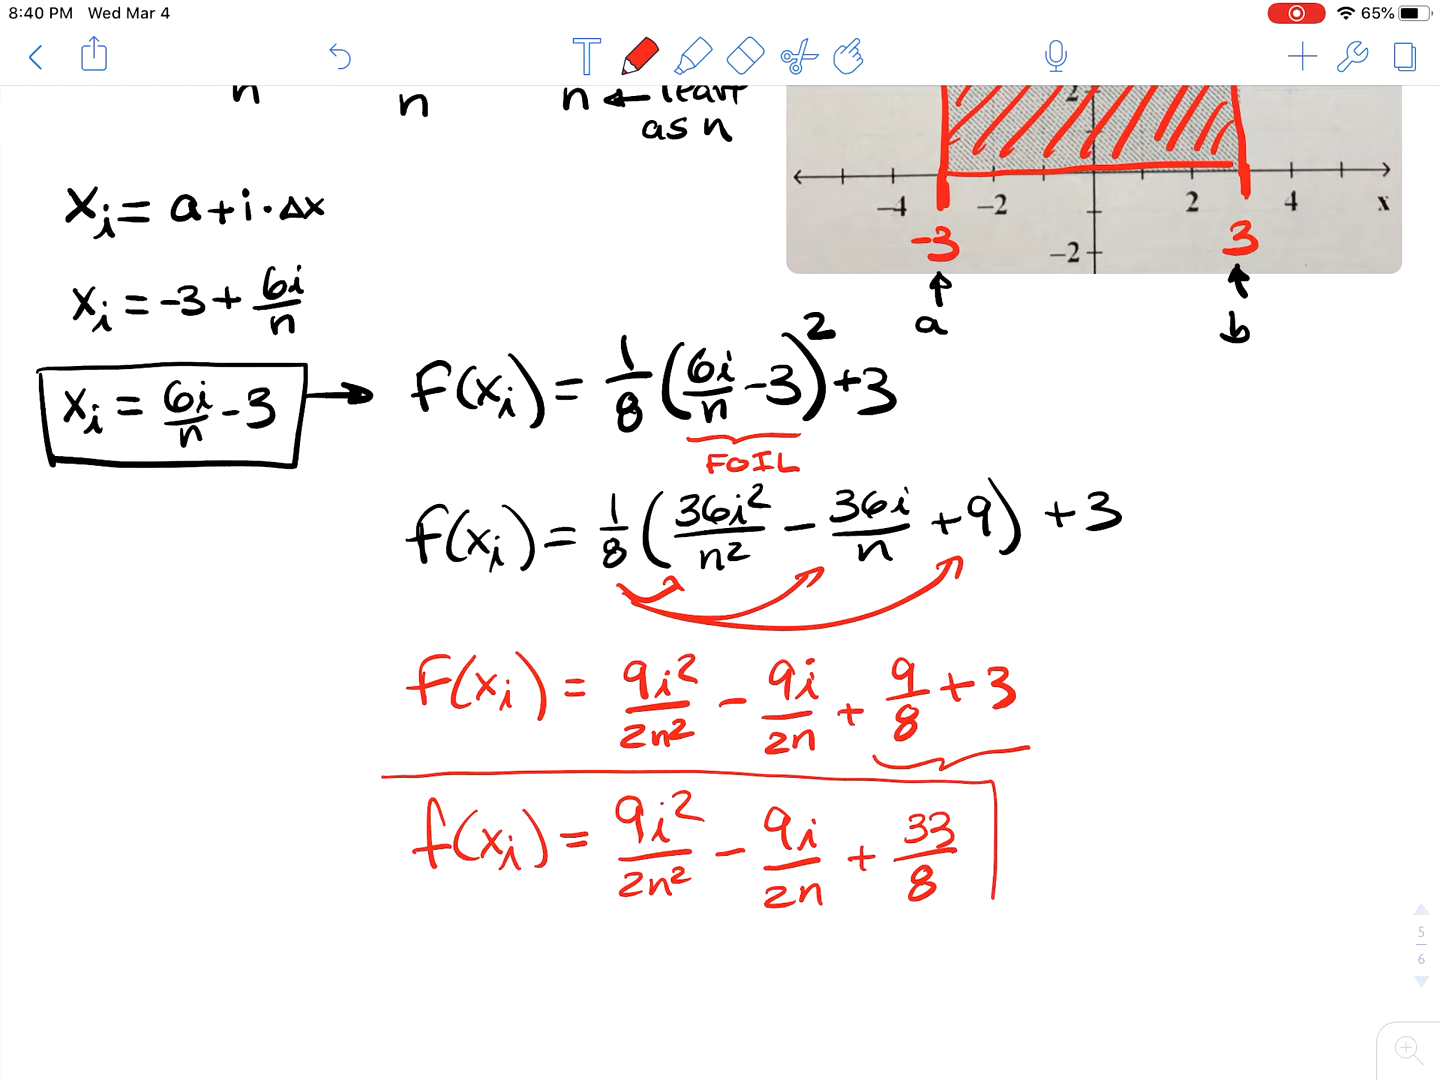 8:40 PM Wed Mar 4
65%
T
n n n ← leave
as n
2
-4 -2 2 4 x
-3 3
-2
a b
xᵢ = a + i · Δx
xᵢ = -3 + 6i/n
xᵢ = 6i/n - 3 → f(xᵢ) = 1/8 (6i/n - 3)² + 3
FOIL
f(xᵢ) = 1/8 (36i²/n² - 36i/n + 9) + 3
f(xᵢ) = 9i²/2n² - 9i/2n + 9/8 + 3
f(xᵢ) = 9i²/2n² - 9i/2n + 33/8
5
6